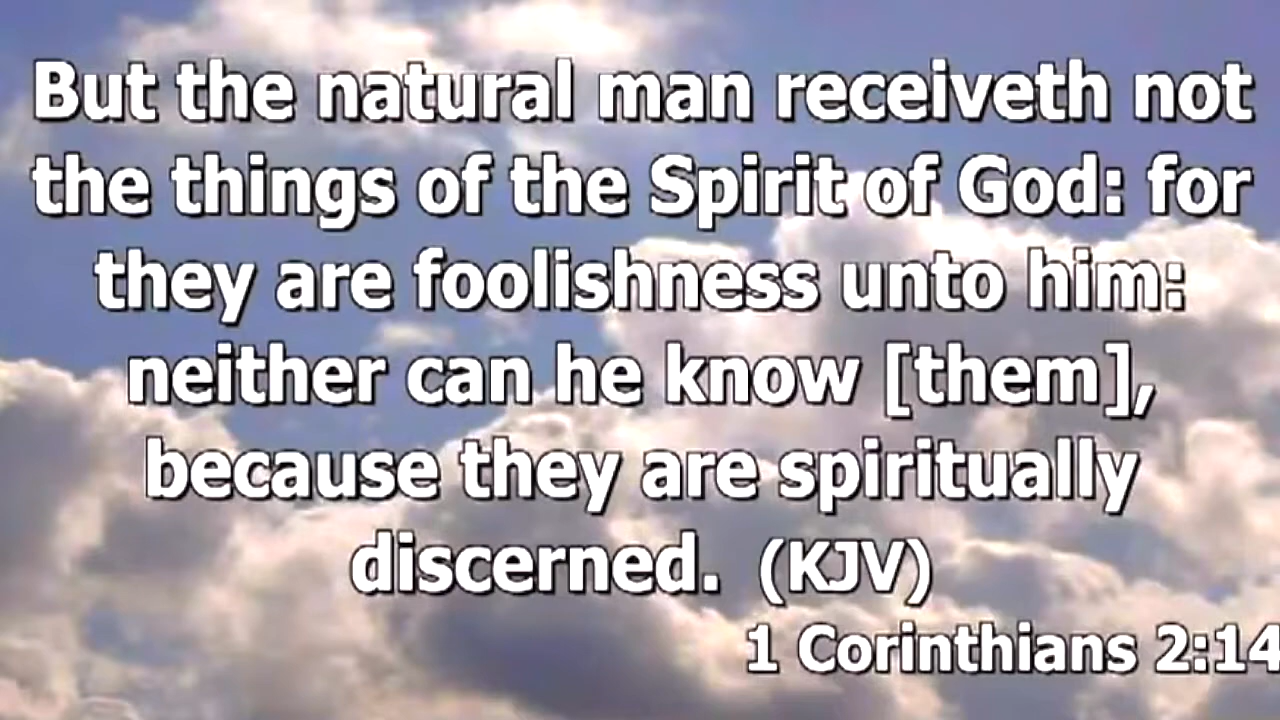 But the natural man receiveth not
the things of the Spirit of God: for
they are foolishness unto him:
neither can he know [them],
because they are spiritually
discerned. (KJV)
1 Corinthians 2:14